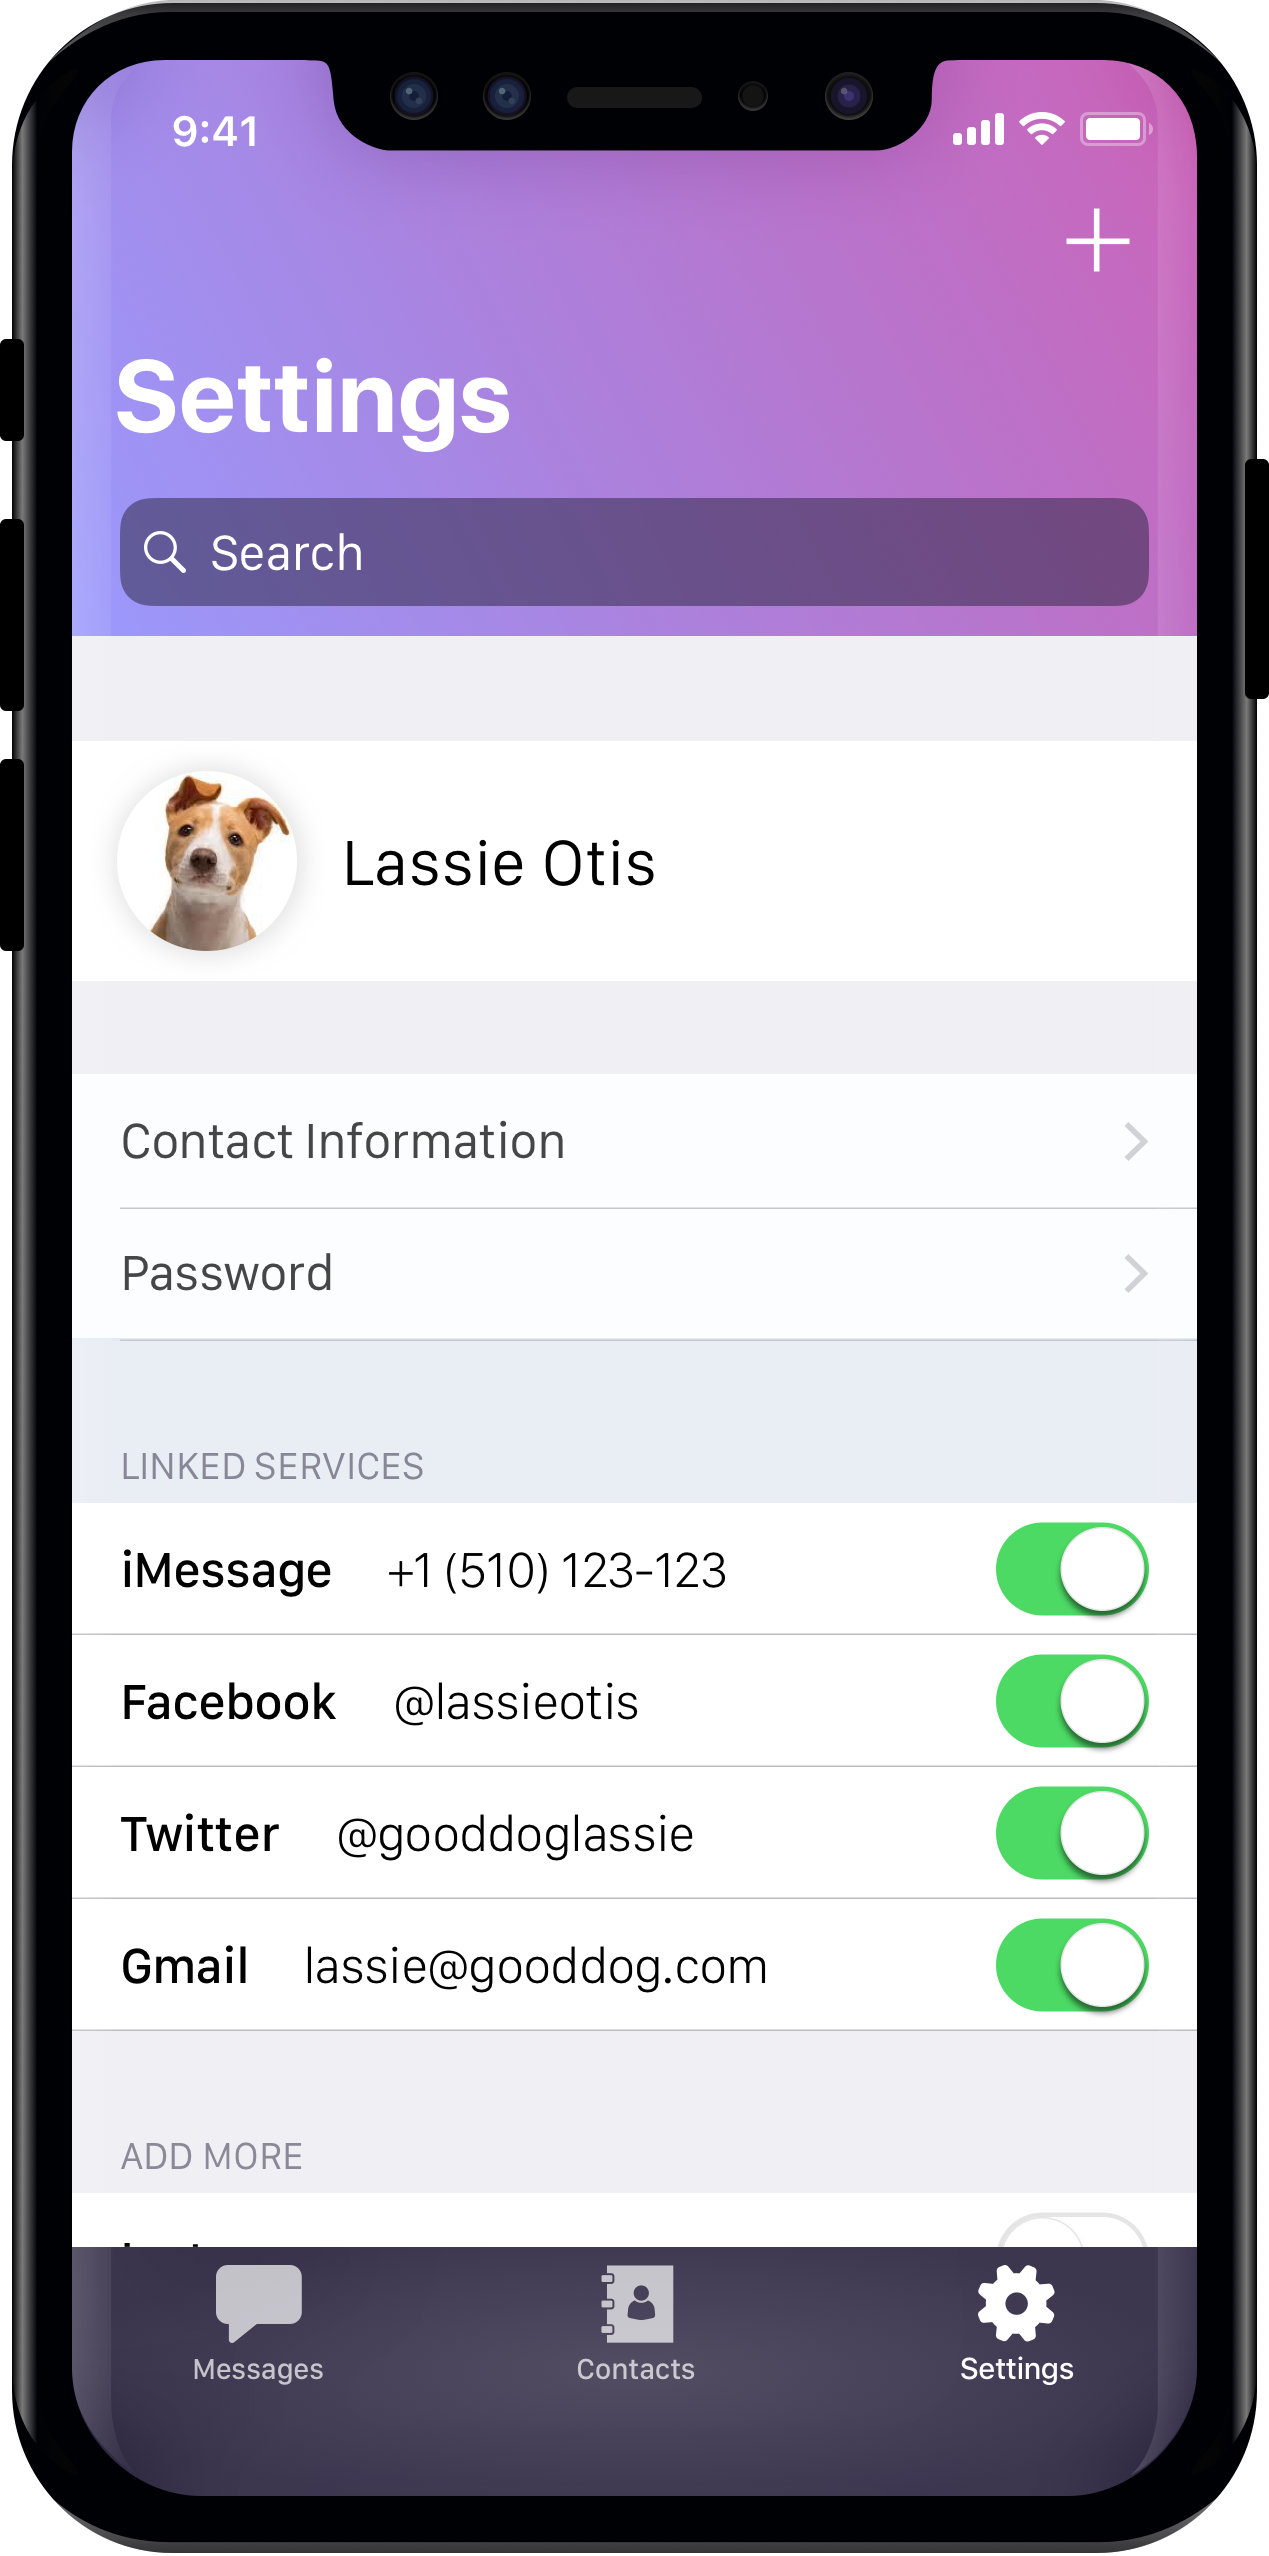 9:41
Settings
Search
Lassie Otis
Contact Information
Password
LINKED SERVICES
iMessage +1 (510) 123-123
Facebook @lassieotis
Twitter @gooddoglassie
Gmail lassie@gooddog.com
ADD MORE
Messages Contacts Settings